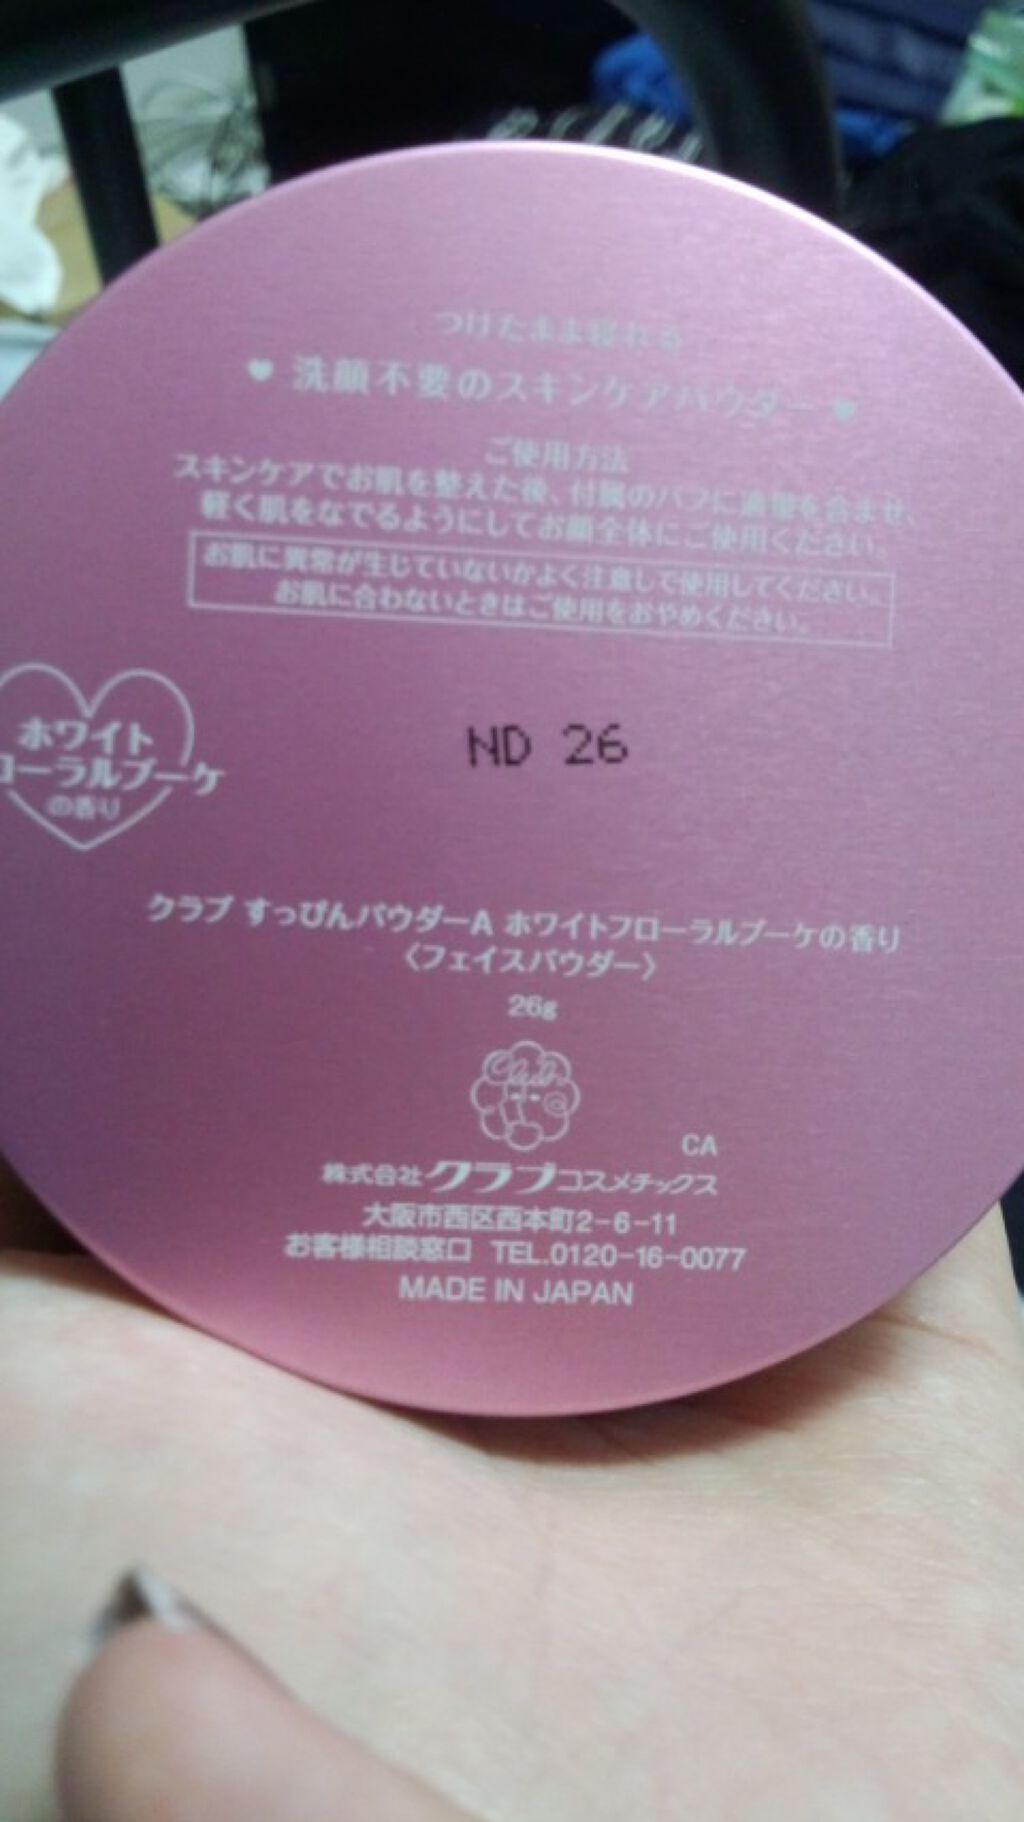 つけたまま寝れる
♥ 洗顔不要のスキンケアパウダー ♥
ご使用方法
スキンケアでお肌を整えた後、付属のパフに適量を含ませ、
軽く肌をなでるようにしてお顔全体にご使用ください。
お肌に異常が生じていないかよく注意して使用してください。
お肌に合わないときはご使用をおやめください。
ホワイト
ローラルブーケ
の香り
ND 26
クラブ すっぴんパウダーA ホワイトフローラルブーケの香り
〈フェイスパウダー〉
26g
Club
CA
株式会社クラブコスメチックス
大阪市西区西本町2-6-11
お客様相談窓口 TEL.0120-16-0077
MADE IN JAPAN